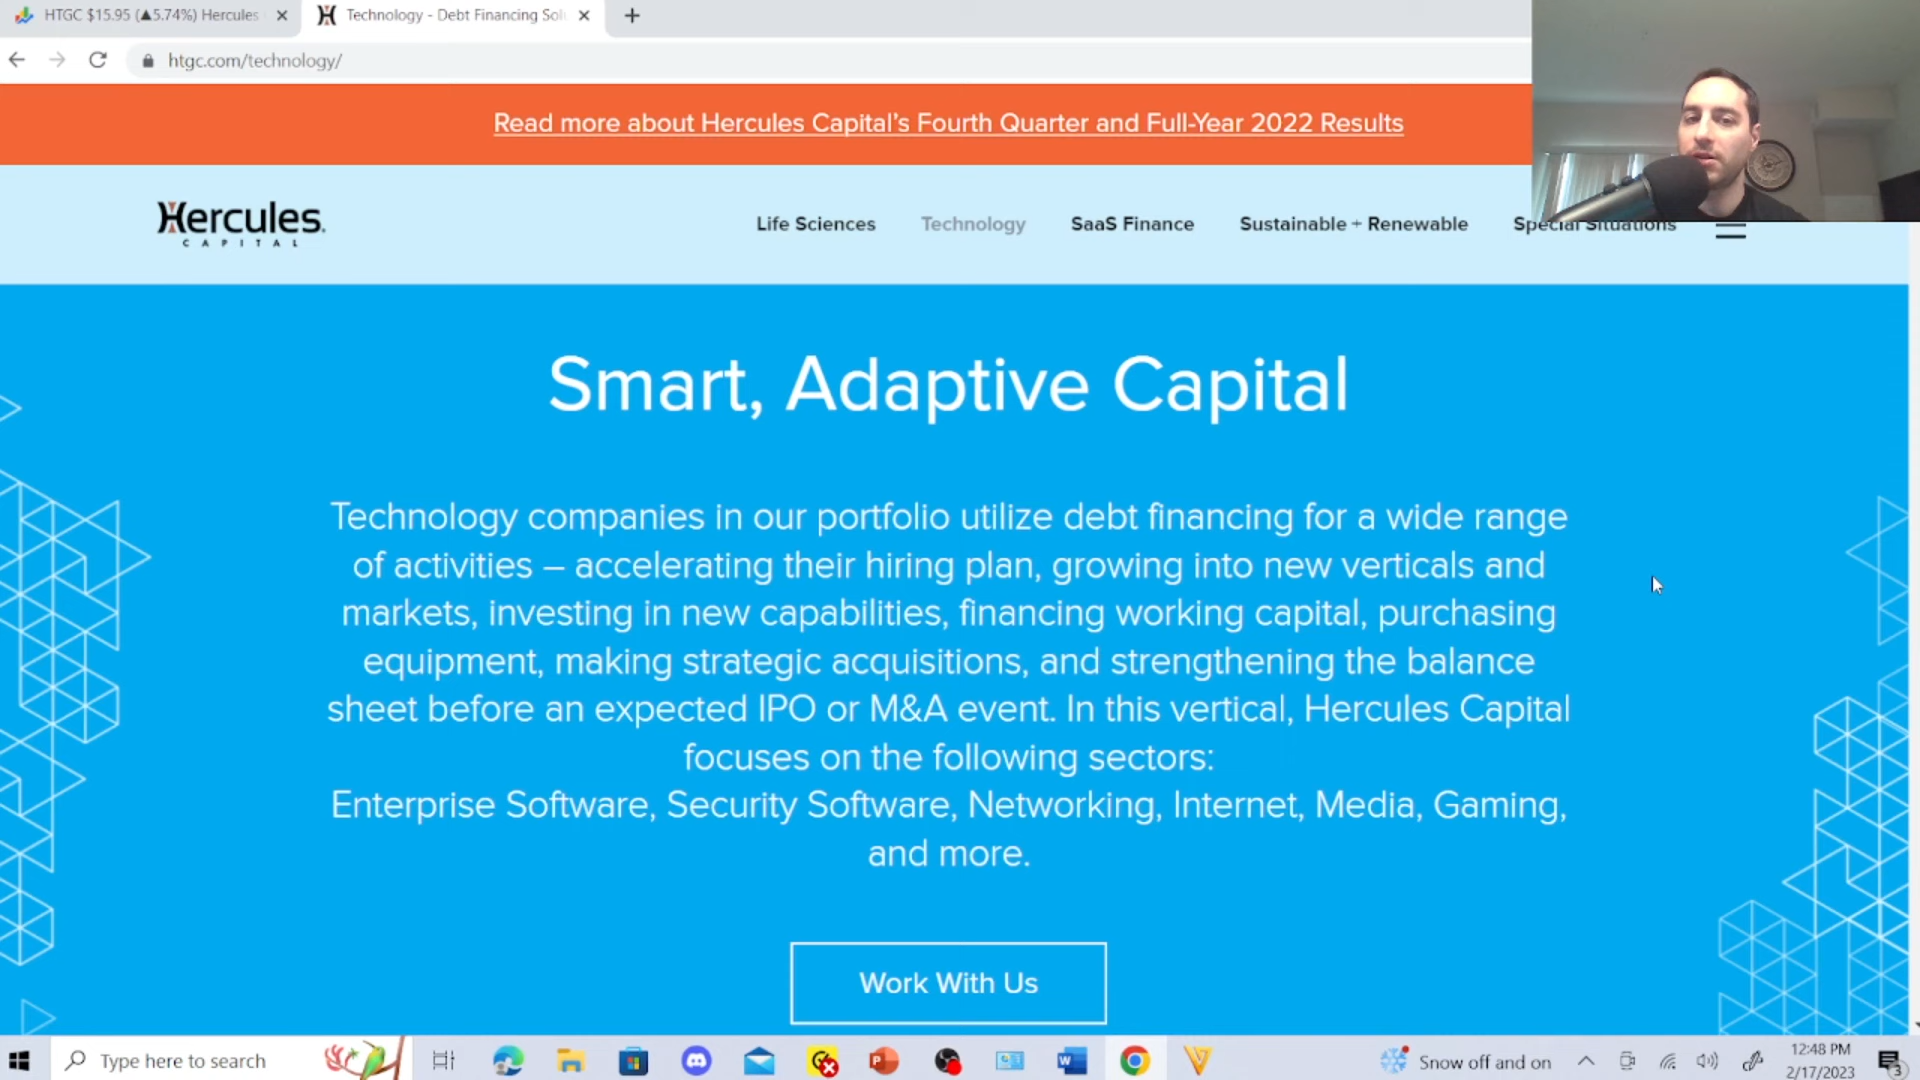 HTGC $15.95 (▲5.74%) Hercules
Technology - Debt Financing Sol
htgc.com/technology/
Read more about Hercules Capital's Fourth Quarter and Full-Year 2022 Results
Hercules.
CAPITAL
Life Sciences
Technology
SaaS Finance
Sustainable + Renewable
Special Situations
Smart, Adaptive Capital
Technology companies in our portfolio utilize debt financing for a wide range
of activities – accelerating their hiring plan, growing into new verticals and
markets, investing in new capabilities, financing working capital, purchasing
equipment, making strategic acquisitions, and strengthening the balance
sheet before an expected IPO or M&A event. In this vertical, Hercules Capital
focuses on the following sectors:
Enterprise Software, Security Software, Networking, Internet, Media, Gaming,
and more.
Work With Us
Type here to search
Snow off and on
12:48 PM
2/17/2023
3